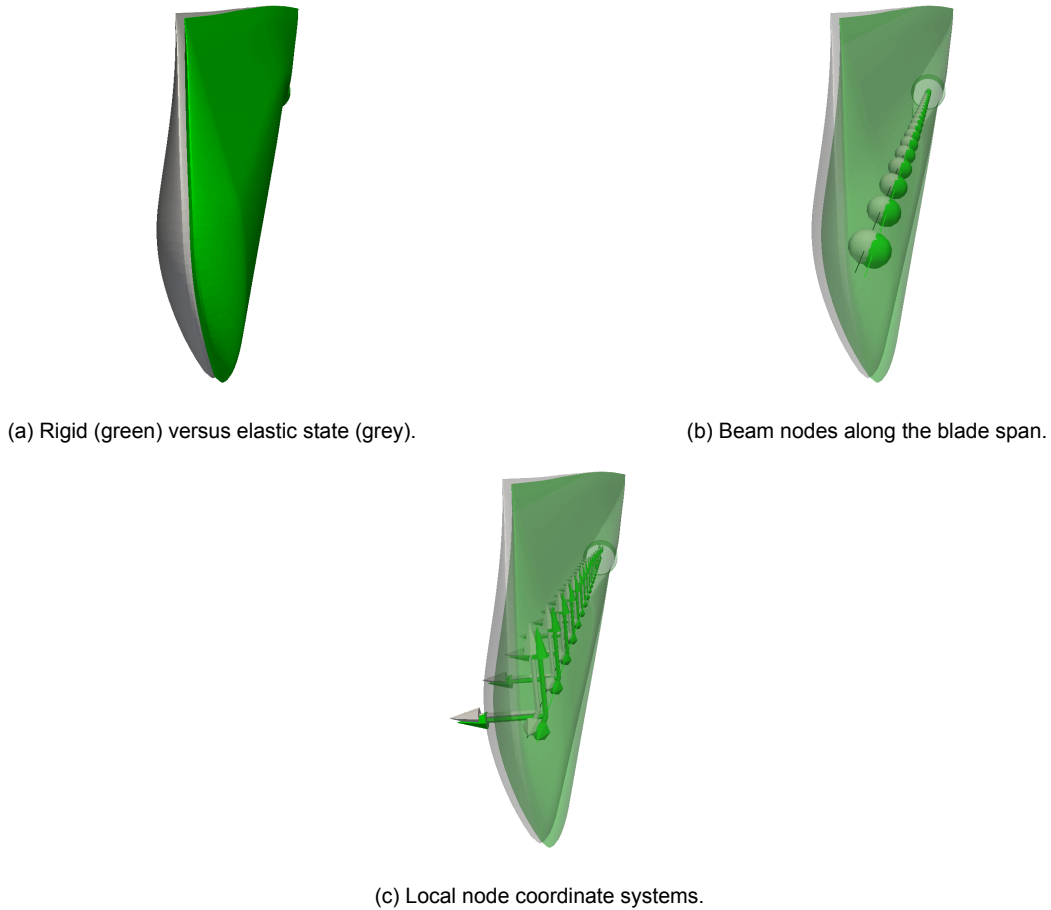 (a) Rigid (green) versus elastic state (grey).
(b) Beam nodes along the blade span.
(c) Local node coordinate systems.